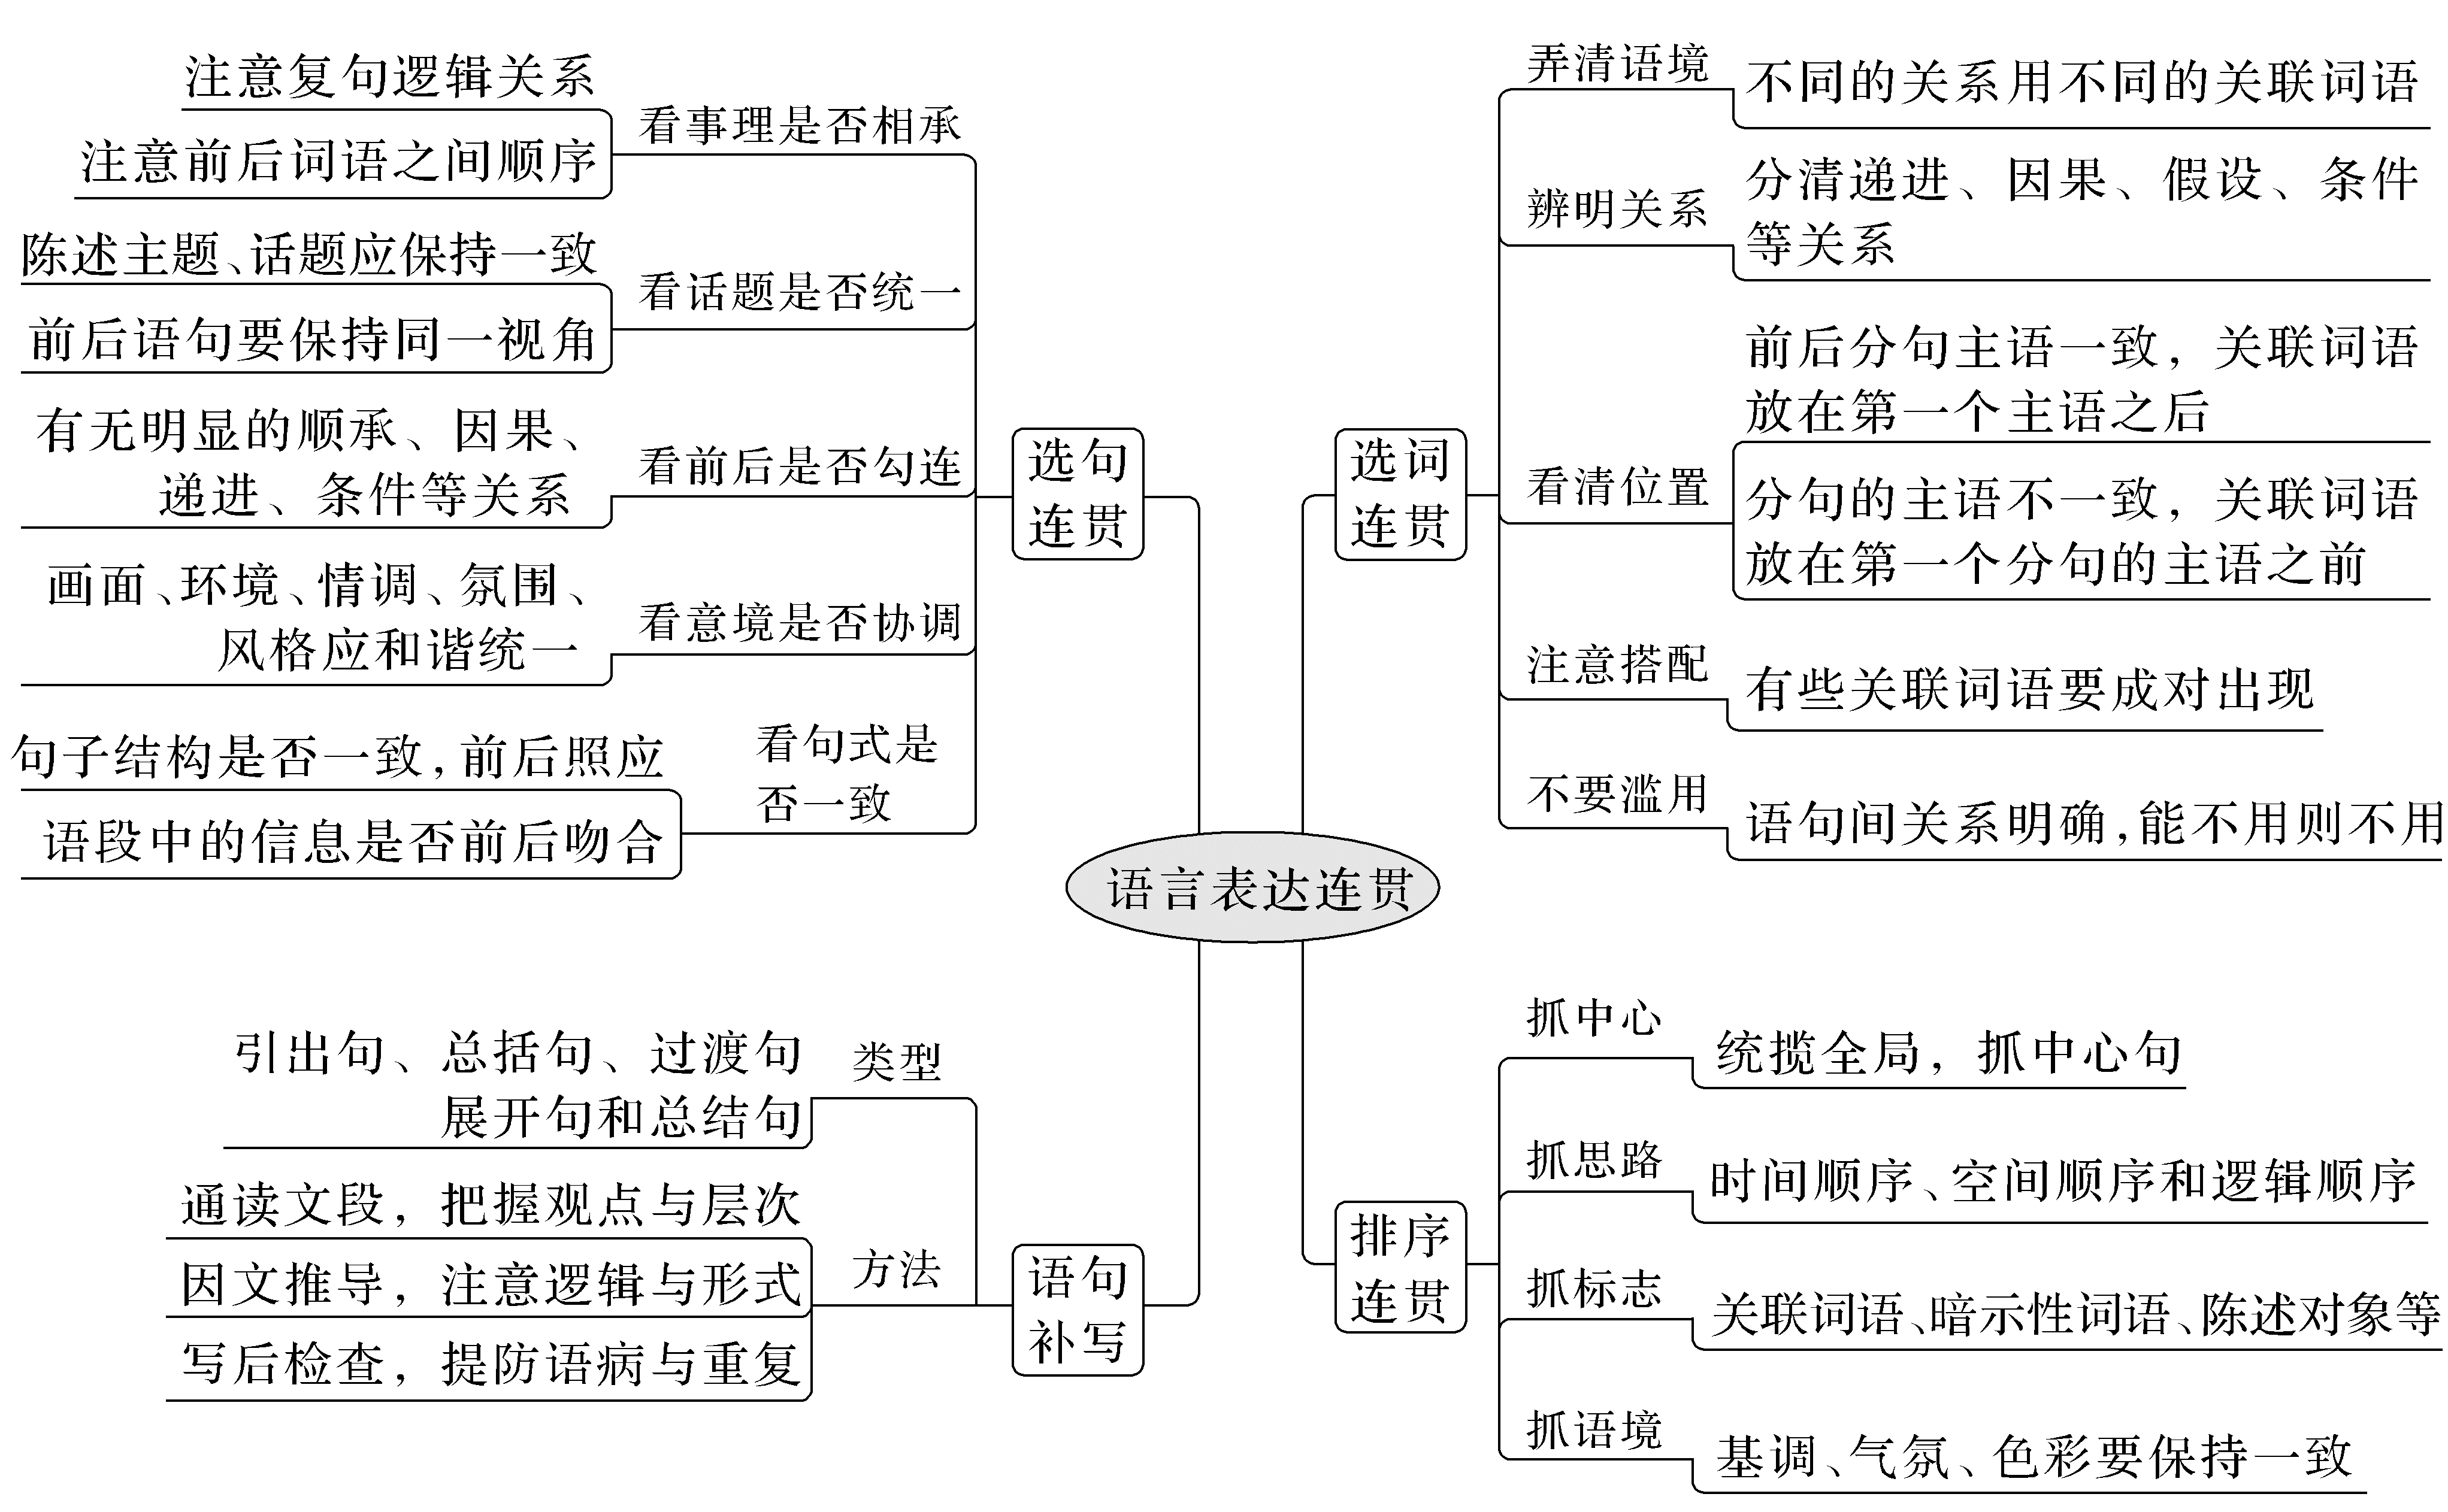 语言表达连贯
选词
连贯
弄清语境
不同的关系用不同的关联词语
辨明关系
分清递进、因果、假设、条件
等关系
看清位置
前后分句主语一致，关联词语
放在第一个主语之后
分句的主语不一致，关联词语
放在第一个分句的主语之前
注意搭配
有些关联词语要成对出现
不要滥用
语句间关系明确，能不用则不用
选句
连贯
看事理是否相承
注意复句逻辑关系
注意前后词语之间顺序
看话题是否统一
陈述主题、话题应保持一致
前后语句要保持同一视角
看前后是否勾连
有无明显的顺承、因果、
递进、条件等关系
看意境是否协调
画面、环境、情调、氛围、
风格应和谐统一
看句式是
否一致
句子结构是否一致，前后照应
语段中的信息是否前后吻合
排序
连贯
抓中心
统揽全局，抓中心句
抓思路
时间顺序、空间顺序和逻辑顺序
抓标志
关联词语、暗示性词语、陈述对象等
抓语境
基调、气氛、色彩要保持一致
语句
补写
类型
引出句、总括句、过渡句
展开句和总结句
方法
通读文段，把握观点与层次
因文推导，注意逻辑与形式
写后检查，提防语病与重复